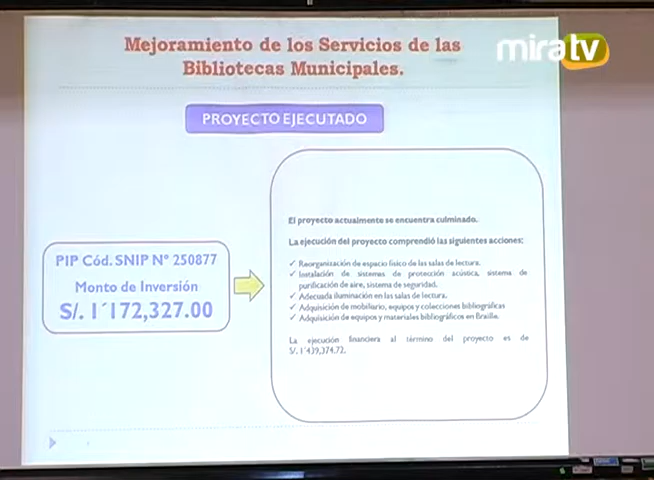 Mejoramiento de los Servicios de las
Bibliotecas Municipales.
miratv
PROYECTO EJECUTADO
PIP Cód. SNIP N° 250877
Monto de Inversión
S/. 1´172,327.00
El proyecto actualmente se encuentra culminado.
La ejecución del proyecto comprendió las siguientes acciones:
✓ Reorganización de espacio físico de las salas de lectura.
✓ Instalación de sistemas de protección acústica, sistema de
purificación de aire, sistema de seguridad.
✓ Adecuada iluminación en las salas de lectura.
✓ Adquisición de mobiliario, equipos y colecciones bibliográficas
✓ Adquisición de equipos y materiales bibliográficos en Braille.
La ejecución financiera al término del proyecto es de
S/. 1´439,374.72.